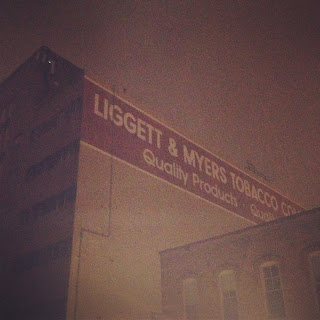 LIGGETT & MYERS TOBACCO CO
Quality Products -